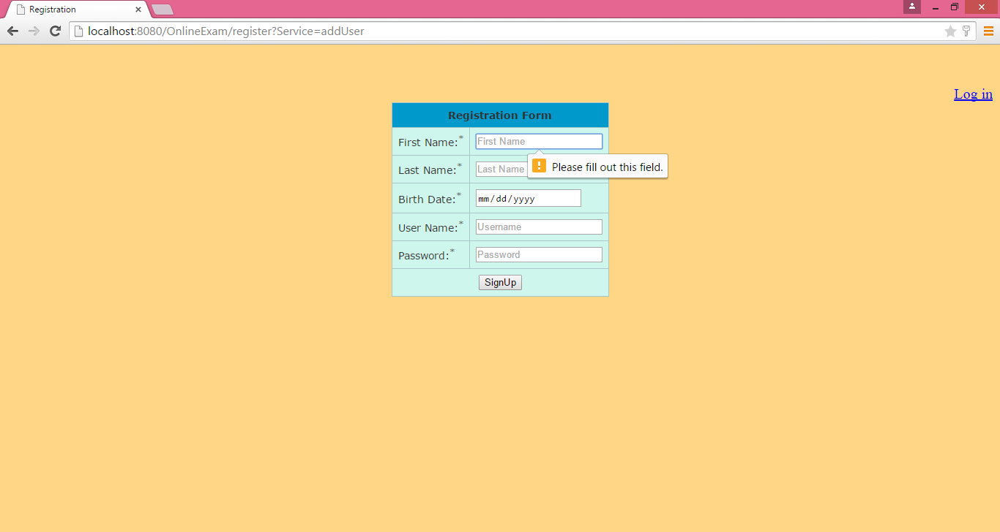 Registration
localhost:8080/OnlineExam/register?Service=addUser
Log in
Registration Form
First Name:* First Name
Please fill out this field.
Last Name:* Last Name
Birth Date:* mm/dd/yyyy
User Name:* Username
Password:* Password
SignUp